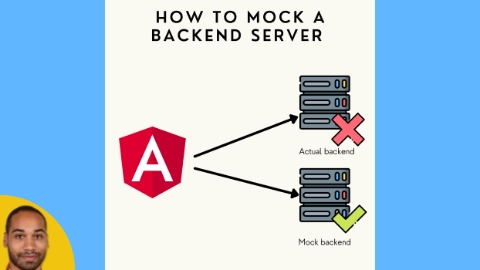 HOW TO MOCK A
BACKEND SERVER
A
Actual backend
Mock backend